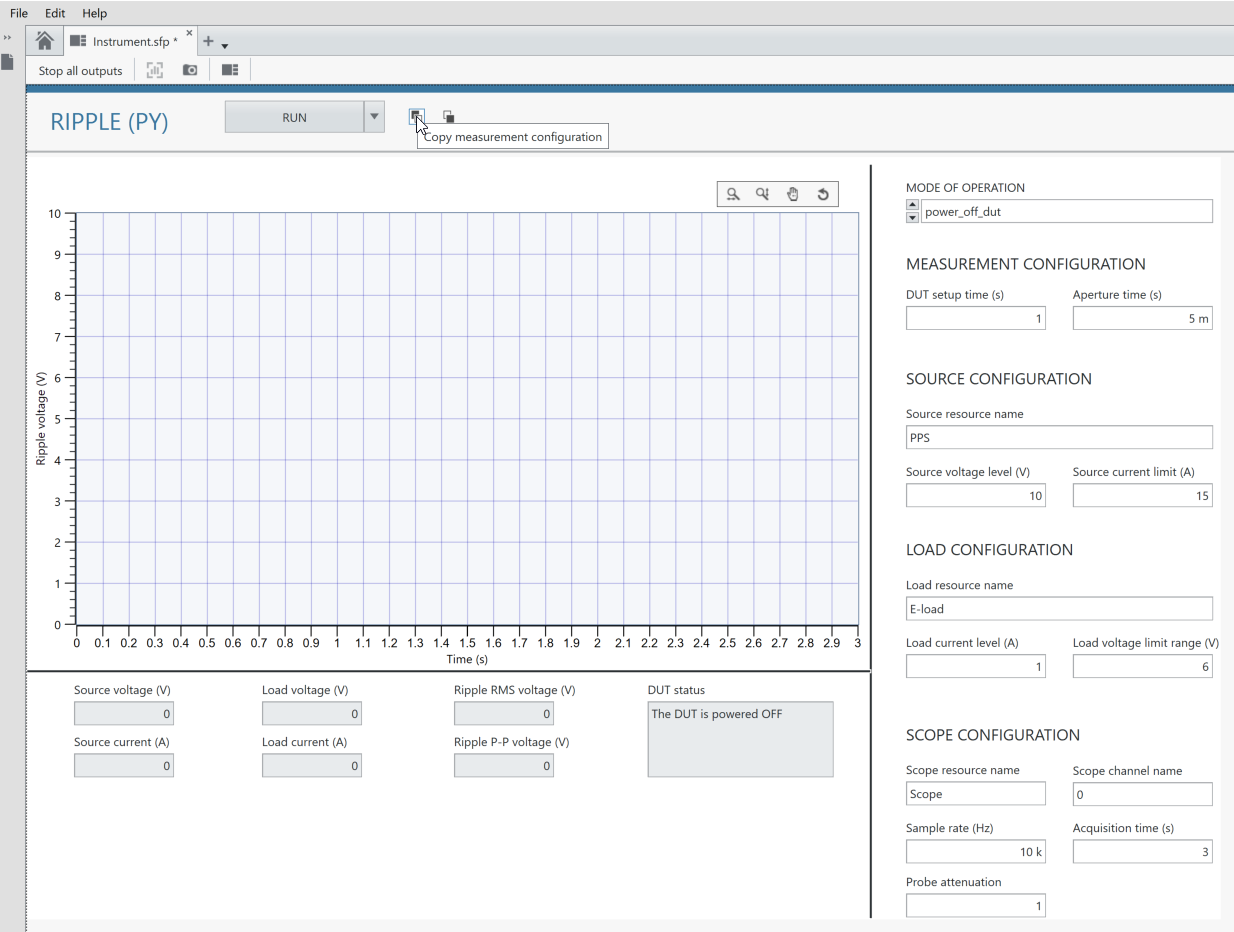 File Edit Help
Instrument.sfp *
Stop all outputs
RIPPLE (PY)
RUN
Copy measurement configuration
10
9
8
7
6
5
4
3
2
1
0
Ripple voltage (V)
0 0.1 0.2 0.3 0.4 0.5 0.6 0.7 0.8 0.9 1 1.1 1.2 1.3 1.4 1.5 1.6 1.7 1.8 1.9 2 2.1 2.2 2.3 2.4 2.5 2.6 2.7 2.8 2.9 3
Time (s)
Source voltage (V) Load voltage (V) Ripple RMS voltage (V) DUT status
0 0 0 The DUT is powered OFF
Source current (A) Load current (A) Ripple P-P voltage (V)
0 0 0
MODE OF OPERATION
power_off_dut
MEASUREMENT CONFIGURATION
DUT setup time (s) Aperture time (s)
1 5 m
SOURCE CONFIGURATION
Source resource name
PPS
Source voltage level (V) Source current limit (A)
10 15
LOAD CONFIGURATION
Load resource name
E-load
Load current level (A) Load voltage limit range (V)
1 6
SCOPE CONFIGURATION
Scope resource name Scope channel name
Scope 0
Sample rate (Hz) Acquisition time (s)
10 k 3
Probe attenuation
1